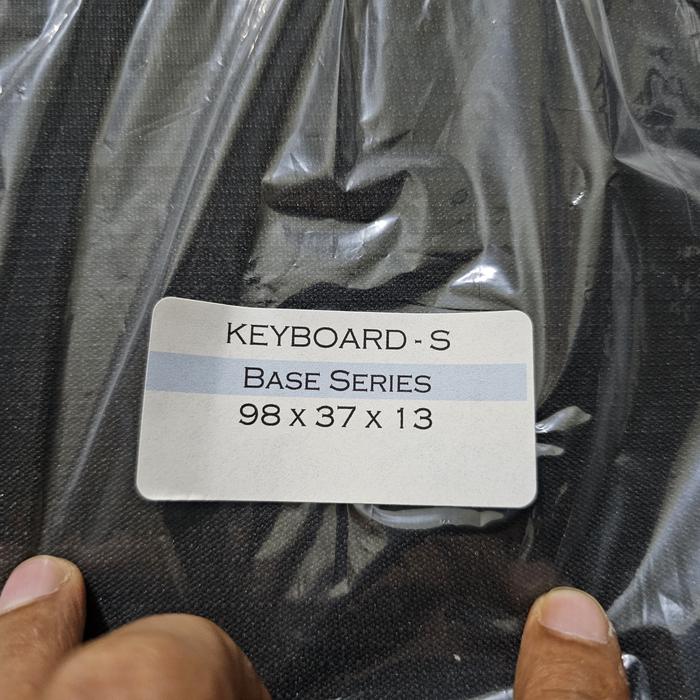 KEYBOARD - S
BASE SERIES
98 x 37 x 13